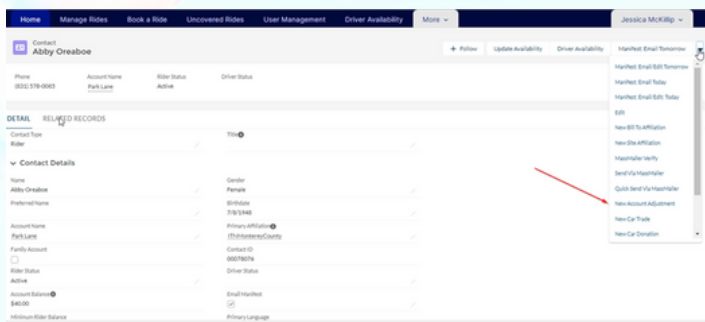 Home Manage Rides Book a Ride Uncovered Rides User Management Driver Availability More Jessica McKillip
Contact
Abby Oreaboe
+ Follow Update Availability Driver Availability Manifest Email Tomorrow
Phone Account Name Rider Status Driver Status
(831) 578-0065 Park Lane Active
Manifest Email/Edit Tomorrow
Manifest Email Today
Manifest Email/Edit Today
Edit
New Bill To Affiliation
New Site Affiliation
MassMailer Verify
Send Via MassMailer
Quick Send Via MassMailer
New Account Adjustment
New Car Trade
New Car Donation
DETAIL RELATED RECORDS
Contact Type Title
Rider
Contact Details
Name Gender
Abby Oreaboe Female
Preferred Name Birthdate
7/8/1940
Account Name Primary Affiliation
Park Lane ITNMontereyCounty
Family Account Contact ID
00078076
Rider Status Driver Status
Active
Account Balance Email Manifest
$40.00
Minimum Rider Balance Primary Language